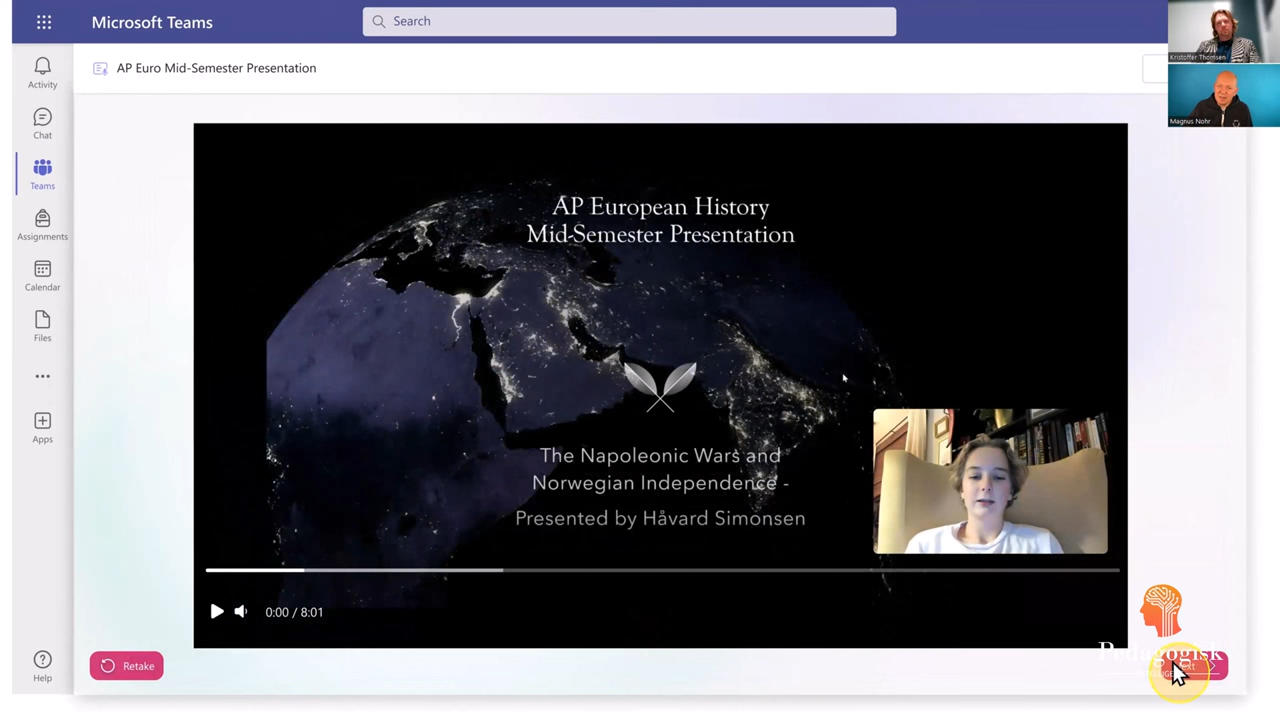 Microsoft Teams
Search
Kristoffer Thomsen
Magnus Nohr
AP Euro Mid-Semester Presentation
Activity
Chat
Teams
Assignments
Calendar
Files
Apps
Help
AP European History
Mid-Semester Presentation
The Napoleonic Wars and
Norwegian Independence -
Presented by Håvard Simonsen
0:00 / 8:01
Retake
Pedagogisk